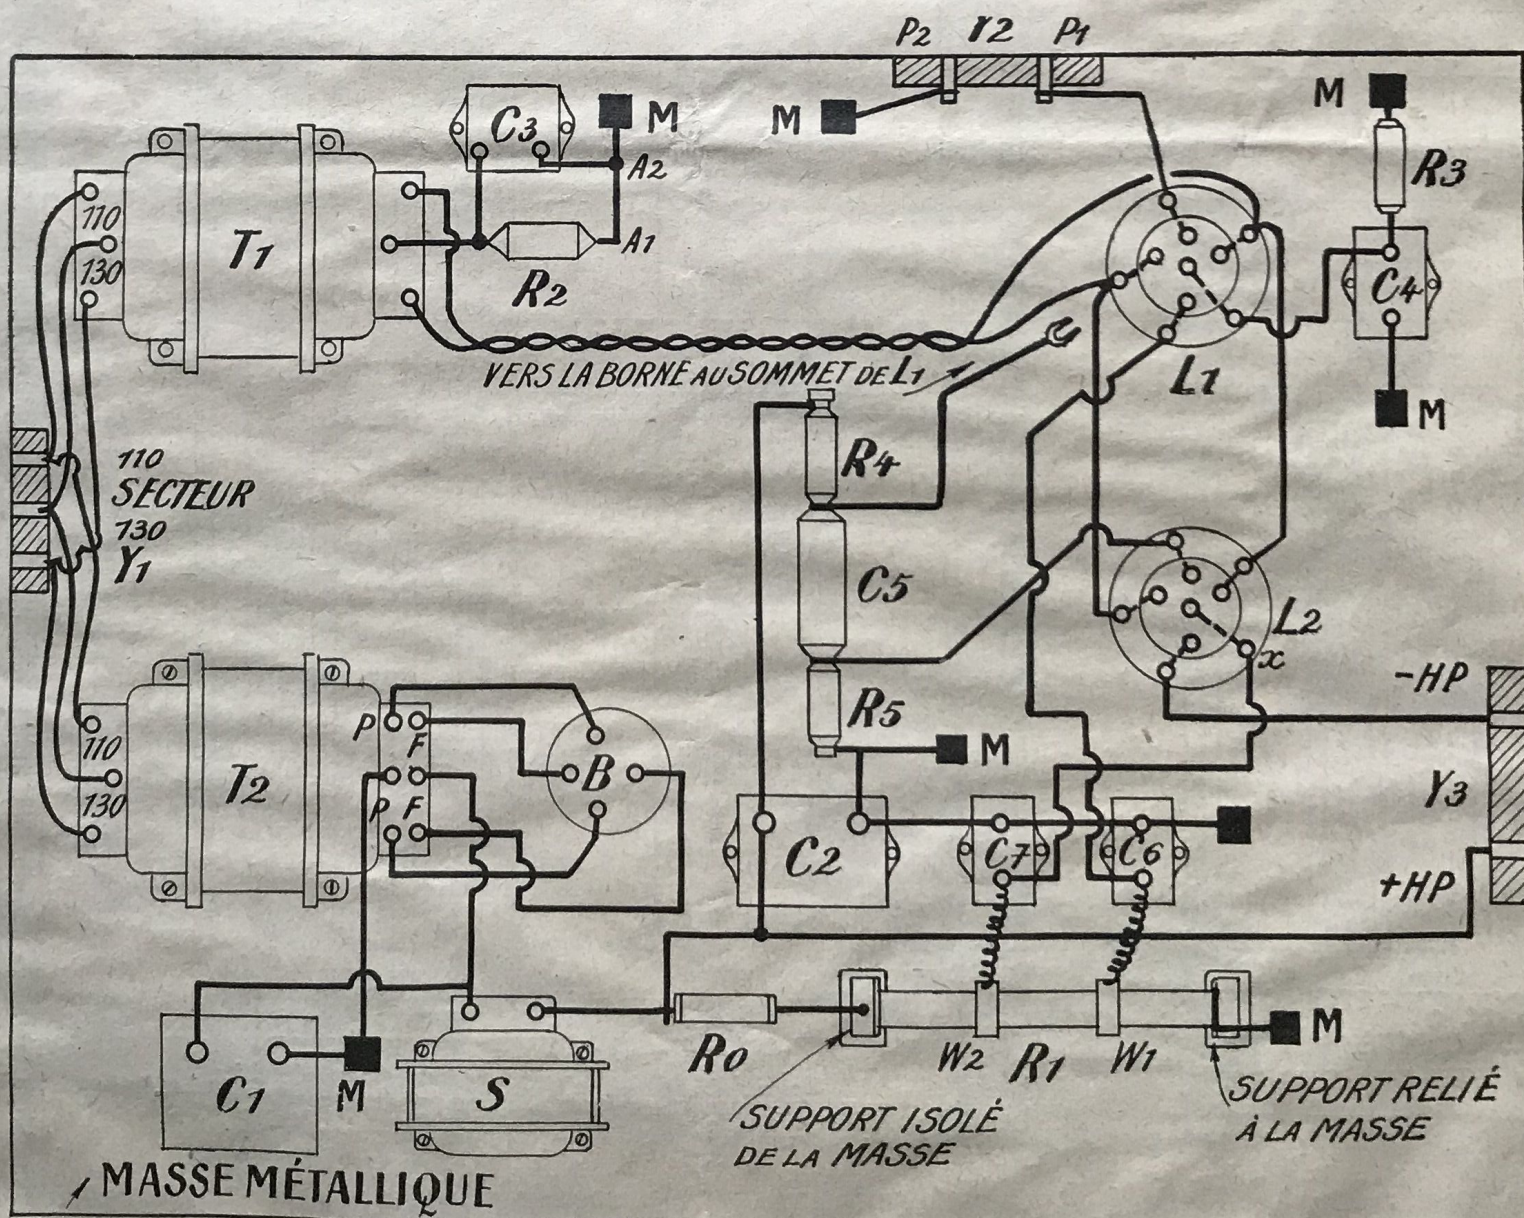 P2 Y2 P1
C3 M
M
M
A2
R3
110
T1
130
A1
R2
C4
VERS LA BORNE AU SOMMET DE L1
L1
M
R4
110
SECTEUR
130
Y1
C5
L2
x
-HP
R5
M
P
F
110
T2
B
130
P F
Y3
C2
C7
C6
+HP
M
C1
M
S
R0
W2 R1 W1
SUPPORT ISOLÉ
DE LA MASSE
SUPPORT RELIÉ
À LA MASSE
MASSE MÉTALLIQUE